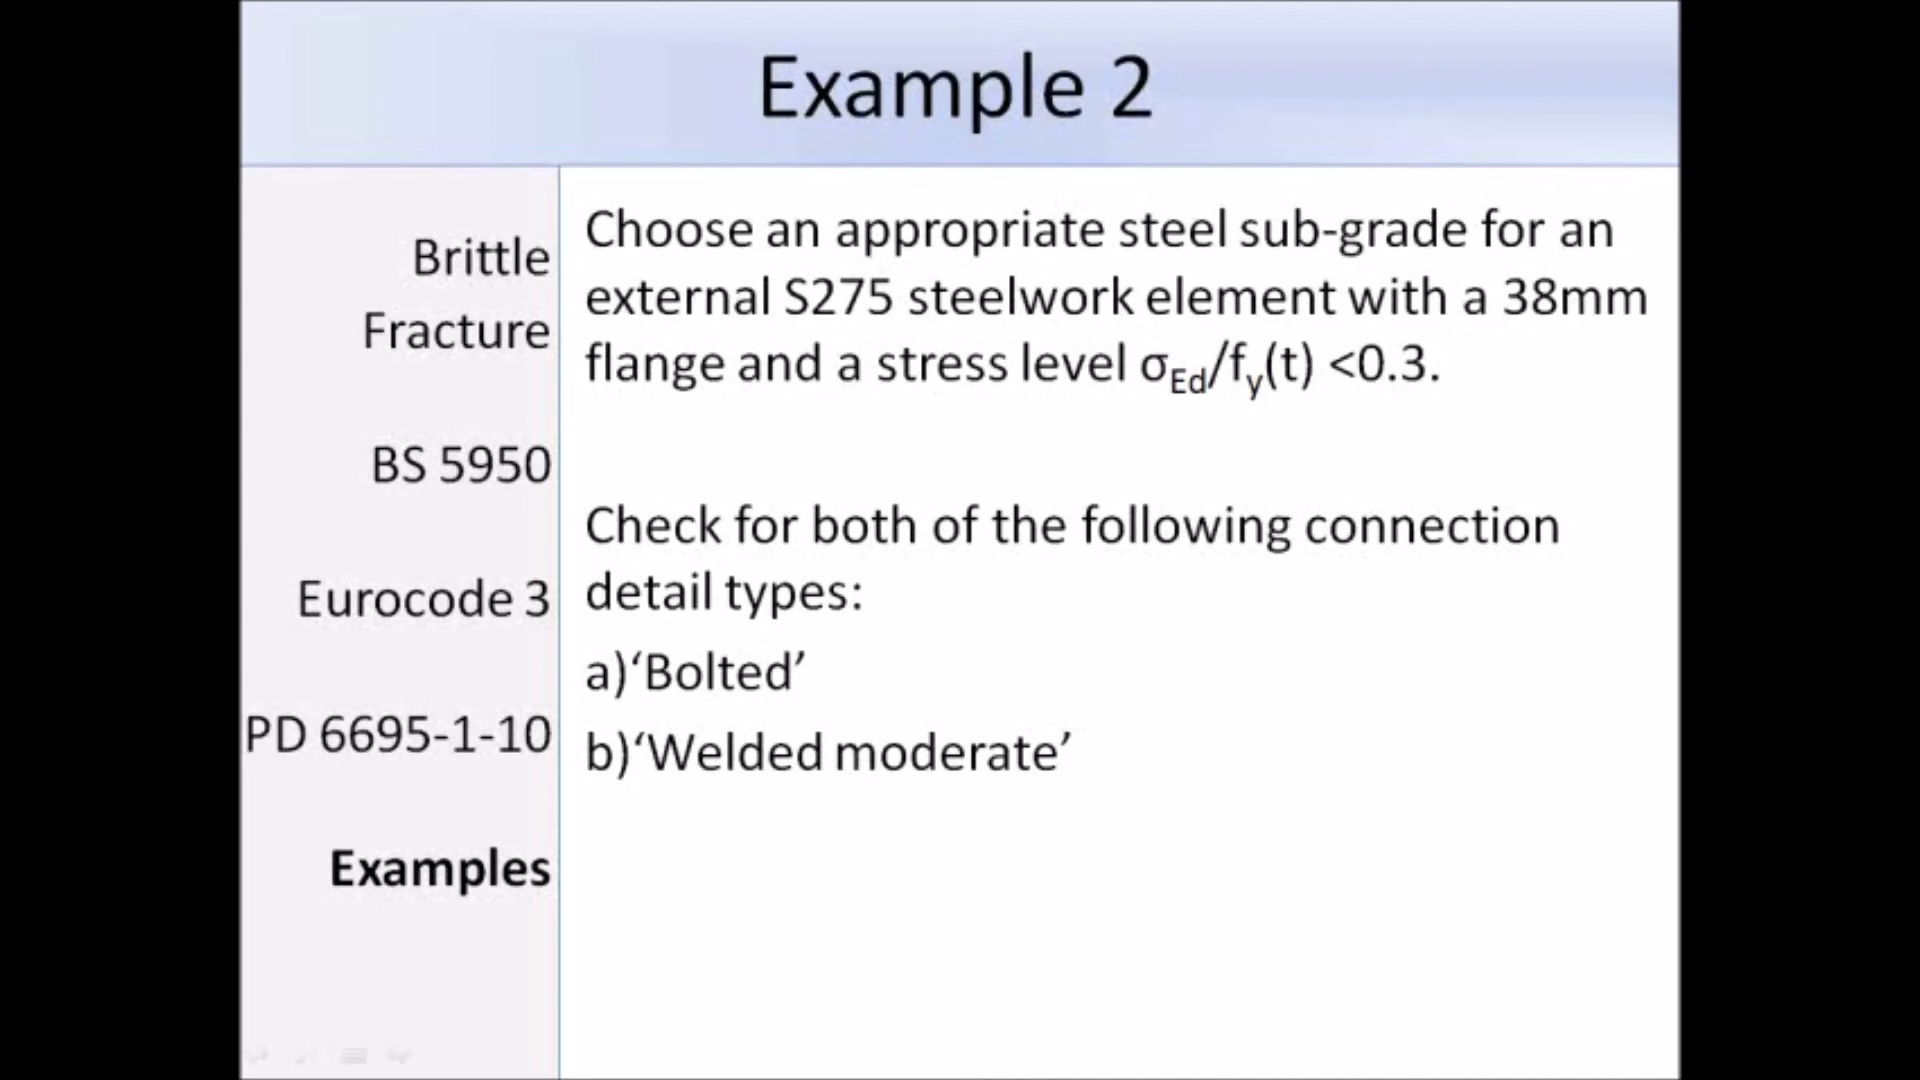 Example 2
Brittle
Fracture
BS 5950
Eurocode 3
PD 6695-1-10
Examples
Choose an appropriate steel sub-grade for an
external S275 steelwork element with a 38mm
flange and a stress level σEd/fy(t) <0.3.
Check for both of the following connection
detail types:
a)‘Bolted’
b)‘Welded moderate’